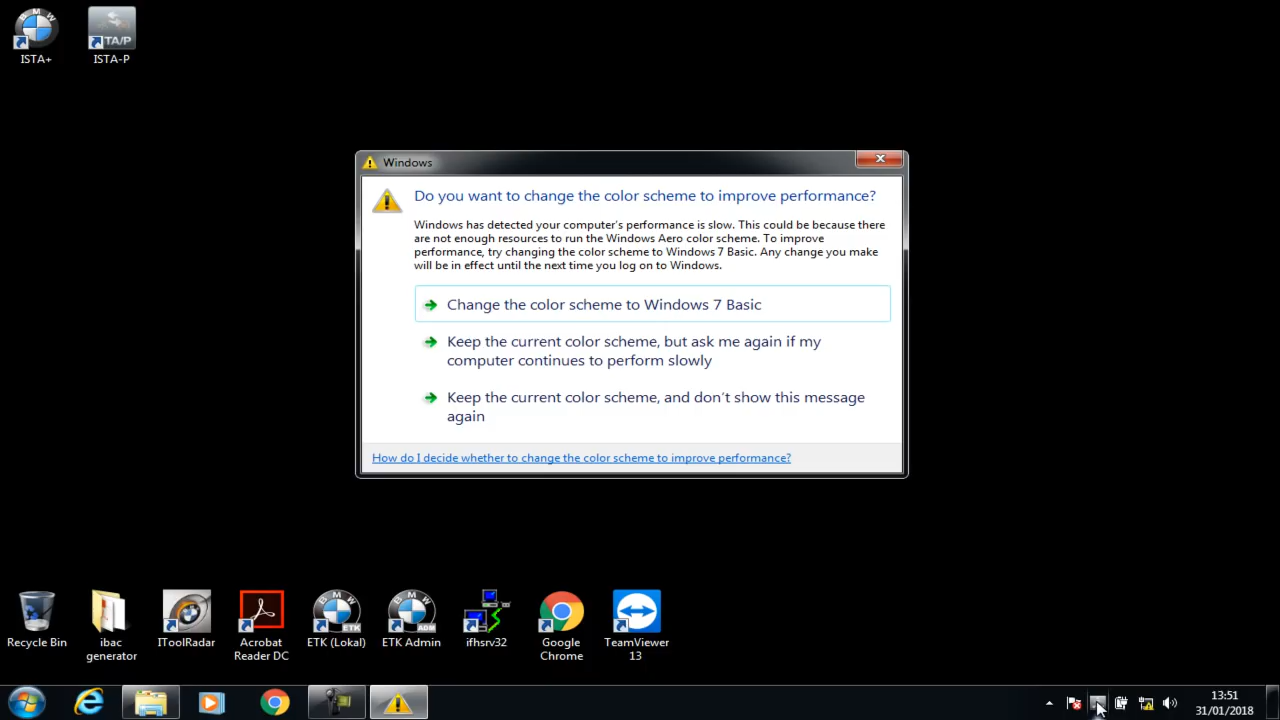 ISTA+
ISTA-P
Windows
Do you want to change the color scheme to improve performance?
Windows has detected your computer's performance is slow. This could be because there
are not enough resources to run the Windows Aero color scheme. To improve
performance, try changing the color scheme to Windows 7 Basic. Any change you make
will be in effect until the next time you log on to Windows.
Change the color scheme to Windows 7 Basic
Keep the current color scheme, but ask me again if my
computer continues to perform slowly
Keep the current color scheme, and don't show this message
again
How do I decide whether to change the color scheme to improve performance?
Recycle Bin
ibac
generator
IToolRadar
Acrobat
Reader DC
ETK (Lokal)
ETK Admin
ifhsrv32
Google
Chrome
TeamViewer
13
13:51
31/01/2018